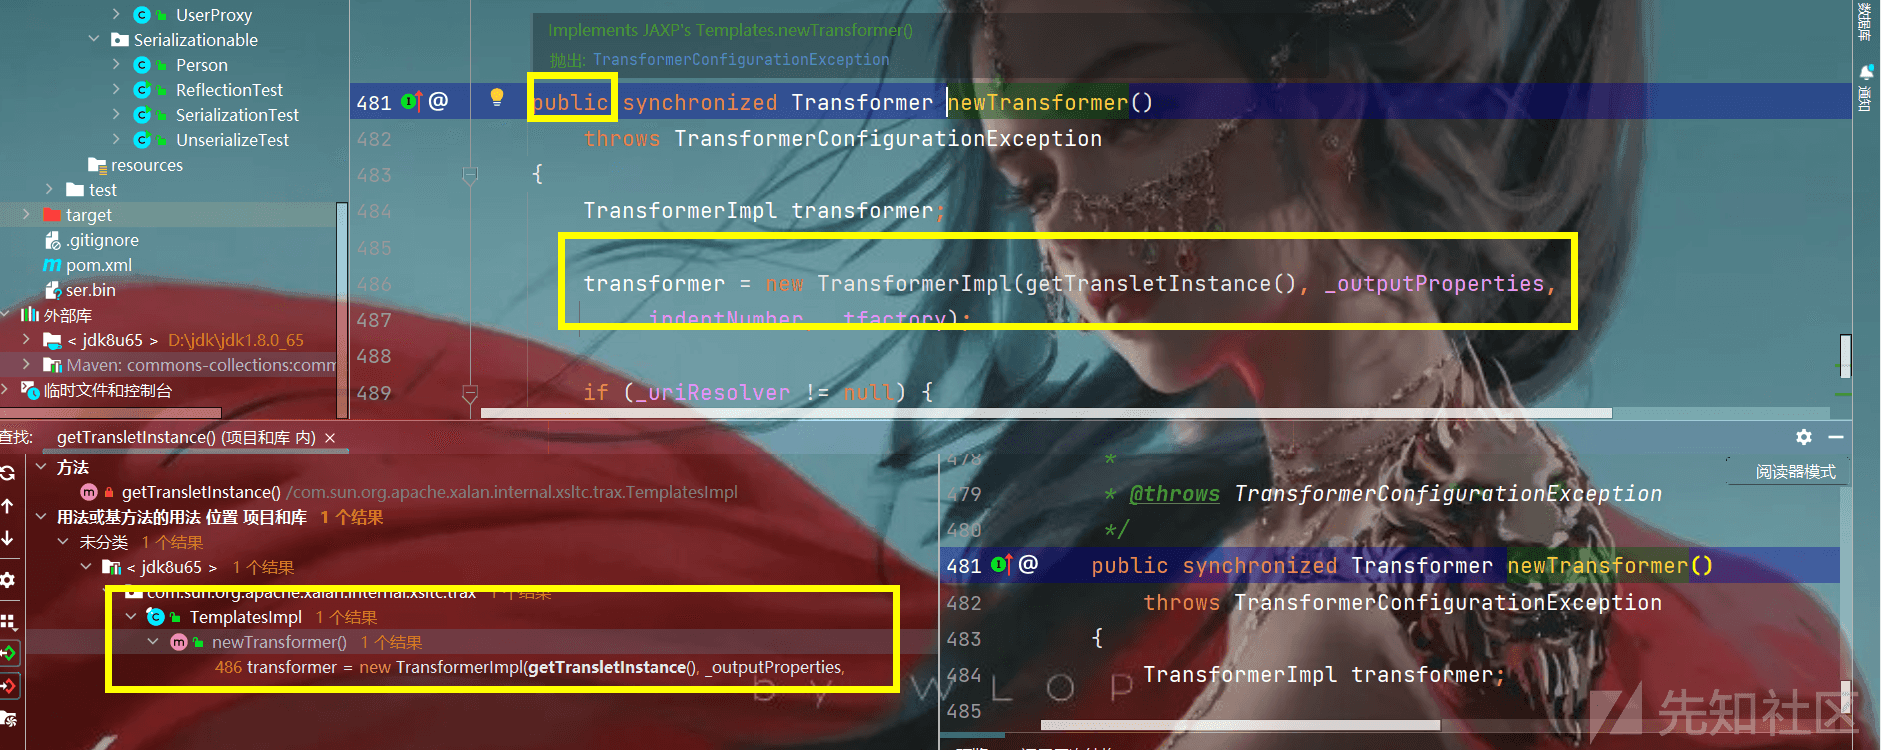 UserProxy
Serializationable
Person
ReflectionTest
SerializationTest
UnserializeTest
resources
test
target
.gitignore
pom.xml
ser.bin
外部库
< jdk8u65 > D:\jdk\jdk1.8.0_65
Maven: commons-collections:comm
临时文件和控制台
Implements JAXP's Templates.newTransformer()
抛出: TransformerConfigurationException
481 public synchronized Transformer newTransformer()
482 throws TransformerConfigurationException
483 {
484 TransformerImpl transformer;
485
486 transformer = new TransformerImpl(getTransletInstance(), _outputProperties,
487 _indentNumber, _tfactory);
488
489 if (_uriResolver != null) {
数据库
通知
查找: getTransletInstance() (项目和库 内) ×
方法
getTransletInstance() /com.sun.org.apache.xalan.internal.xsltc.trax.TemplatesImpl
用法或基方法的用法 位置 项目和库 1 个结果
未分类 1 个结果
< jdk8u65 > 1 个结果
com.sun.org.apache.xalan.internal.xsltc.trax 1 个结果
TemplatesImpl 1 个结果
newTransformer() 1 个结果
486 transformer = new TransformerImpl(getTransletInstance(), _outputProperties,
阅读器模式
478 *
479 * @throws TransformerConfigurationException
480 */
481 public synchronized Transformer newTransformer()
482 throws TransformerConfigurationException
483 {
484 TransformerImpl transformer;
485
by WLOP
先知社区